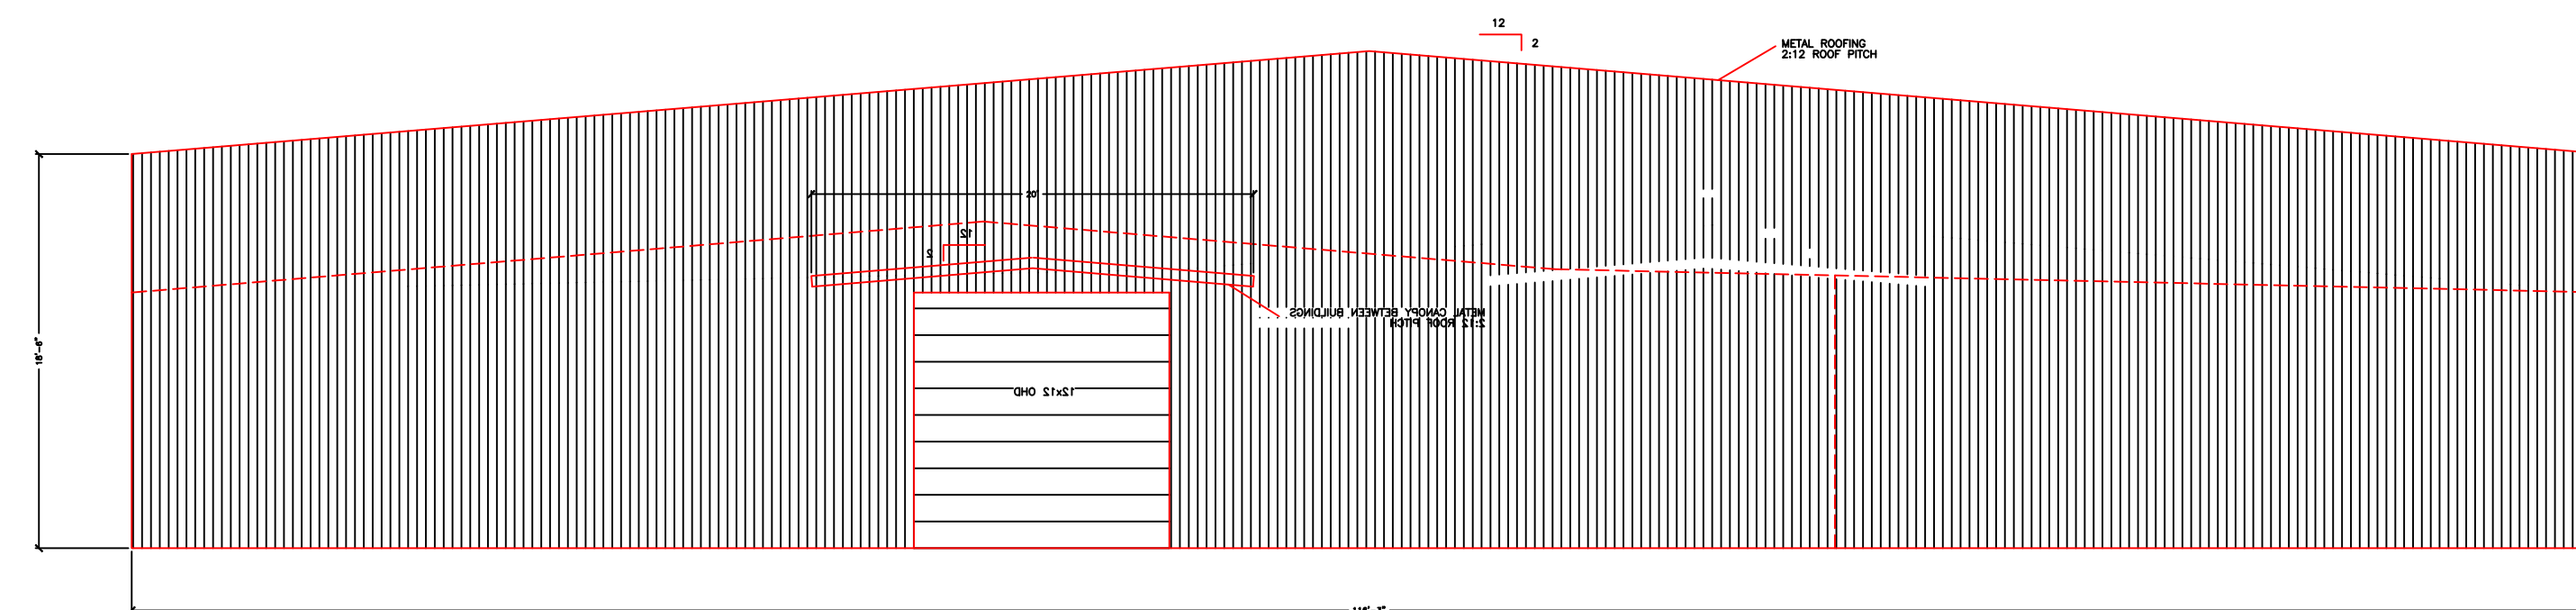 12
2
METAL ROOFING
2:12 ROOF PITCH
20'
12
2
METAL CANOPY BETWEEN BUILDINGS
2:12 ROOF PITCH
18'-6"
12x12 OHD